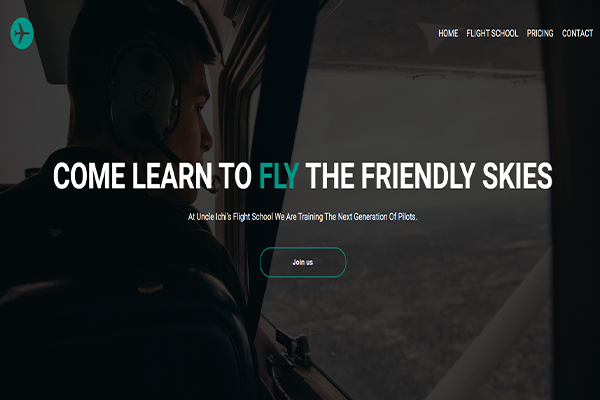 HOME FLIGHT SCHOOL PRICING CONTACT
COME LEARN TO FLY THE FRIENDLY SKIES
At Uncle Ichi's Flight School We Are Training The Next Generation Of Pilots.
Join us